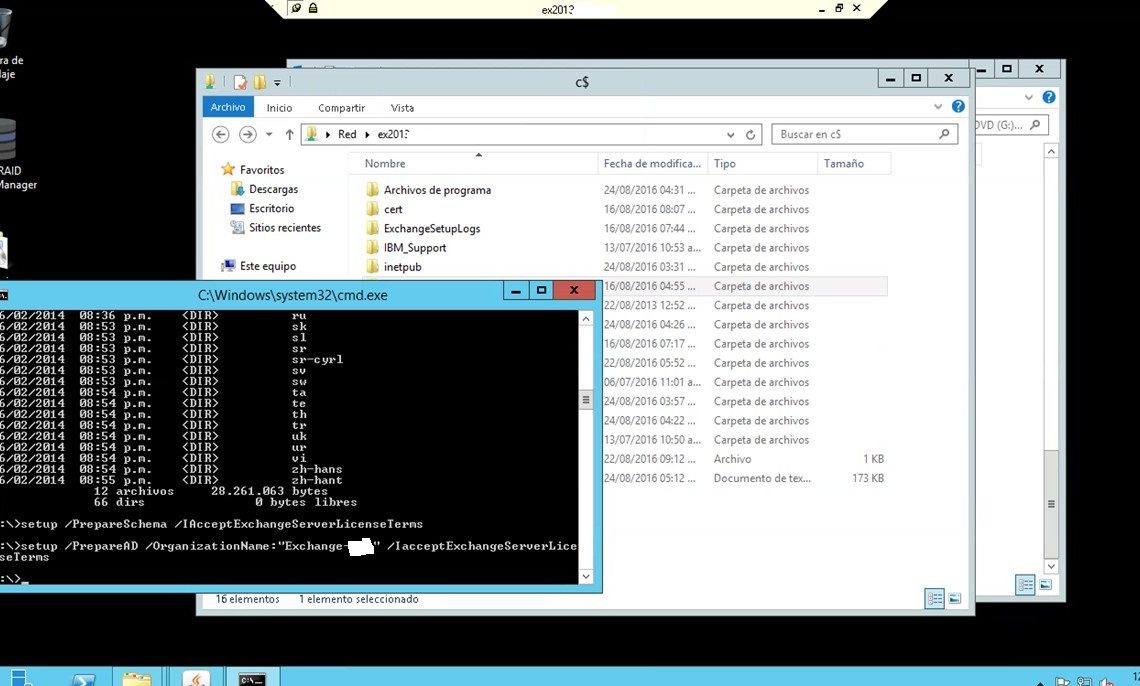 ex2013
ra de
aje
RAID
Manager
c$
Archivo Inicio Compartir Vista
Red ex2013
Buscar en c$
DVD (G:)...
Nombre Fecha de modifica... Tipo Tamaño
Favoritos
Descargas
Escritorio
Sitios recientes
Este equipo
Archivos de programa 24/08/2016 04:31 ... Carpeta de archivos
cert 16/08/2016 08:07 ... Carpeta de archivos
ExchangeSetupLogs 16/08/2016 07:44 ... Carpeta de archivos
IBM_Support 13/07/2016 10:53 a... Carpeta de archivos
inetpub 24/08/2016 03:31 ... Carpeta de archivos
16/08/2016 04:55 ... Carpeta de archivos
22/08/2013 12:52 ... Carpeta de archivos
24/08/2016 04:26 ... Carpeta de archivos
16/08/2016 07:17 ... Carpeta de archivos
22/08/2016 05:52 ... Carpeta de archivos
06/07/2016 11:01 a... Carpeta de archivos
24/08/2016 03:57 ... Carpeta de archivos
24/08/2016 04:22 ... Carpeta de archivos
13/07/2016 10:50 a... Carpeta de archivos
22/08/2016 09:12 ... Archivo 1 KB
24/08/2016 05:12 ... Documento de tex... 173 KB
C:\Windows\system32\cmd.exe
6/02/2014 08:36 p.m. <DIR> ru
6/02/2014 08:53 p.m. <DIR> sk
6/02/2014 08:53 p.m. <DIR> sl
6/02/2014 08:53 p.m. <DIR> sr
6/02/2014 08:53 p.m. <DIR> sr-cyrl
6/02/2014 08:53 p.m. <DIR> sv
6/02/2014 08:53 p.m. <DIR> sw
6/02/2014 08:54 p.m. <DIR> ta
6/02/2014 08:54 p.m. <DIR> te
6/02/2014 08:54 p.m. <DIR> th
6/02/2014 08:54 p.m. <DIR> tr
6/02/2014 08:54 p.m. <DIR> uk
6/02/2014 08:54 p.m. <DIR> ur
6/02/2014 08:54 p.m. <DIR> vi
6/02/2014 08:54 p.m. <DIR> zh-hans
6/02/2014 08:55 p.m. <DIR> zh-hant
12 archivos 28.261.063 bytes
66 dirs 0 bytes libres
:\>setup /PrepareSchema /IAcceptExchangeServerLicenseTerms
:\>setup /PrepareAD /OrganizationName:"Exchange-" /IacceptExchangeServerLice
seTerms
:\>_
16 elementos 1 elemento seleccionado